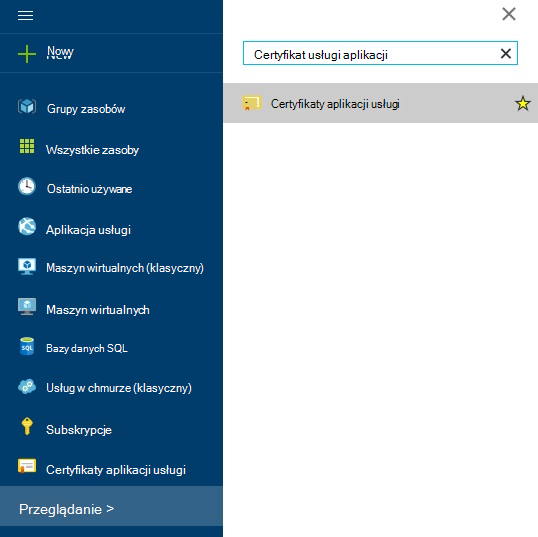 Nowy
Certyfikat usługi aplikacji
Certyfikaty aplikacji usługi
Grupy zasobów
Wszystkie zasoby
Ostatnio używane
Aplikacja usługi
Maszyn wirtualnych (klasyczny)
Maszyn wirtualnych
SQL
Bazy danych SQL
Usług w chmurze (klasyczny)
Subskrypcje
Certyfikaty aplikacji usługi
Przeglądanie >